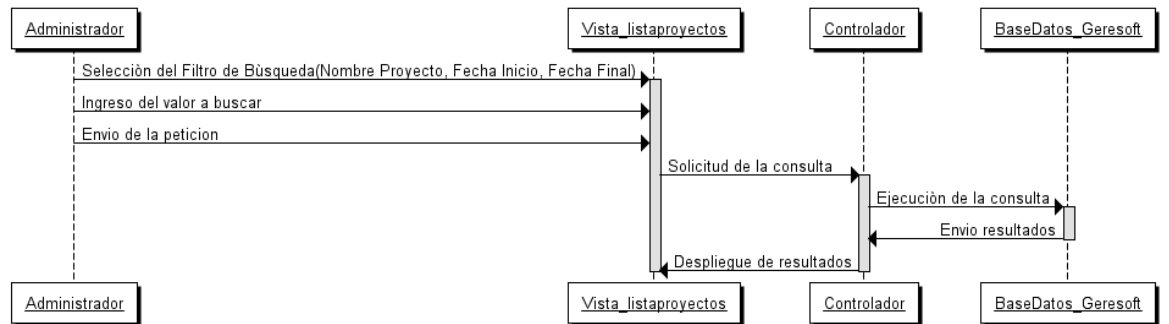 Administrador
Vista_listaproyectos
Controlador
BaseDatos_Geresoft
Selecciòn del Filtro de Bùsqueda(Nombre Proyecto, Fecha Inicio, Fecha Final)
Ingreso del valor a buscar
Envio de la peticion
Solicitud de la consulta
Ejecuciòn de la consulta
Envio resultados
Despliegue de resultados
Administrador
Vista_listaproyectos
Controlador
BaseDatos_Geresoft